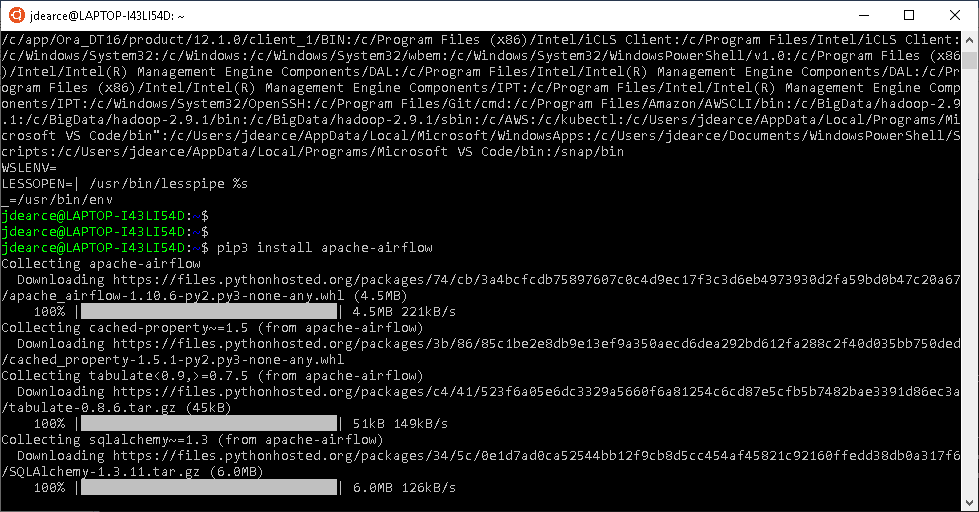 jdearce@LAPTOP-I43LI54D: ~
/c/app/Ora_DT16/product/12.1.0/client_1/BIN:/c/Program Files (x86)/Intel/iCLS Client:/c/Program Files/Intel/iCLS Client:
/c/Windows/System32:/c/Windows:/c/Windows/System32/wbem:/c/Windows/System32/WindowsPowerShell/v1.0:/c/Program Files (x86
)/Intel/Intel(R) Management Engine Components/DAL:/c/Program Files/Intel/Intel(R) Management Engine Components/DAL:/c/Pr
ogram Files (x86)/Intel/Intel(R) Management Engine Components/IPT:/c/Program Files/Intel/Intel(R) Management Engine Comp
onents/IPT:/c/Windows/System32/OpenSSH:/c/Program Files/Git/cmd:/c/Program Files/Amazon/AWSCLI/bin:/c/BigData/hadoop-2.9
.1:/c/BigData/hadoop-2.9.1/bin:/c/BigData/hadoop-2.9.1/sbin:/c/AWS:/c/kubectl:/c/Users/jdearce/AppData/Local/Programs/Mi
crosoft VS Code/bin":/c/Users/jdearce/AppData/Local/Microsoft/WindowsApps:/c/Users/jdearce/Documents/WindowsPowerShell/S
cripts:/c/Users/jdearce/AppData/Local/Programs/Microsoft VS Code/bin:/snap/bin
WSLENV=
LESSOPEN=| /usr/bin/lesspipe %s
_=/usr/bin/env
jdearce@LAPTOP-I43LI54D:~$
jdearce@LAPTOP-I43LI54D:~$
jdearce@LAPTOP-I43LI54D:~$ pip3 install apache-airflow
Collecting apache-airflow
  Downloading https://files.pythonhosted.org/packages/74/cb/3a4bcfcdb75897607c0c4d9ec17f3c3d6eb4973930d2fa59bd0b47c20a67
/apache_airflow-1.10.6-py2.py3-none-any.whl (4.5MB)
    100% |████████████████████████████████| 4.5MB 221kB/s
Collecting cached-property~=1.5 (from apache-airflow)
  Downloading https://files.pythonhosted.org/packages/3b/86/85c1be2e8db9e13ef9a350aecd6dea292bd612fa288c2f40d035bb750ded
/cached_property-1.5.1-py2.py3-none-any.whl
Collecting tabulate<0.9,>=0.7.5 (from apache-airflow)
  Downloading https://files.pythonhosted.org/packages/c4/41/523f6a05e6dc3329a5660f6a81254c6cd87e5cfb5b7482bae3391d86ec3a
/tabulate-0.8.6.tar.gz (45kB)
    100% |████████████████████████████████| 51kB 149kB/s
Collecting sqlalchemy~=1.3 (from apache-airflow)
  Downloading https://files.pythonhosted.org/packages/34/5c/0e1d7ad0ca52544bb12f9cb8d5cc454af45821c92160ffedd38db0a317f6
/SQLAlchemy-1.3.11.tar.gz (6.0MB)
    100% |████████████████████████████████| 6.0MB 126kB/s